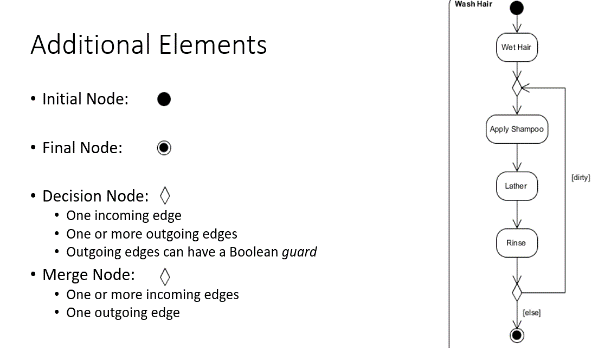 Additional Elements
• Initial Node:
• Final Node:
• Decision Node:
• One incoming edge
• One or more outgoing edges
• Outgoing edges can have a Boolean guard
• Merge Node:
• One or more incoming edges
• One outgoing edge
Wash Hair
Wet Hair
Apply Shampoo
[dirty]
Lather
Rinse
[else]